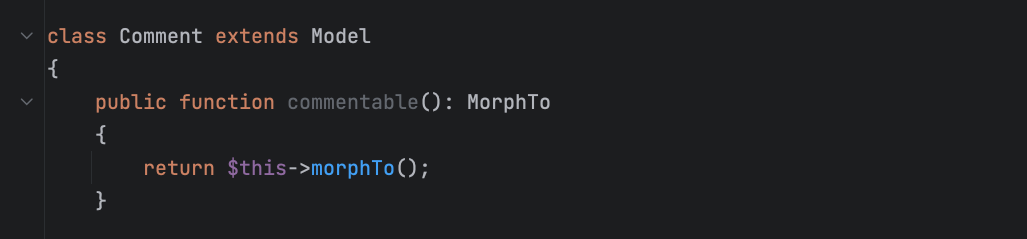 class Comment extends Model
{
    public function commentable(): MorphTo
    {
        return $this->morphTo();
    }